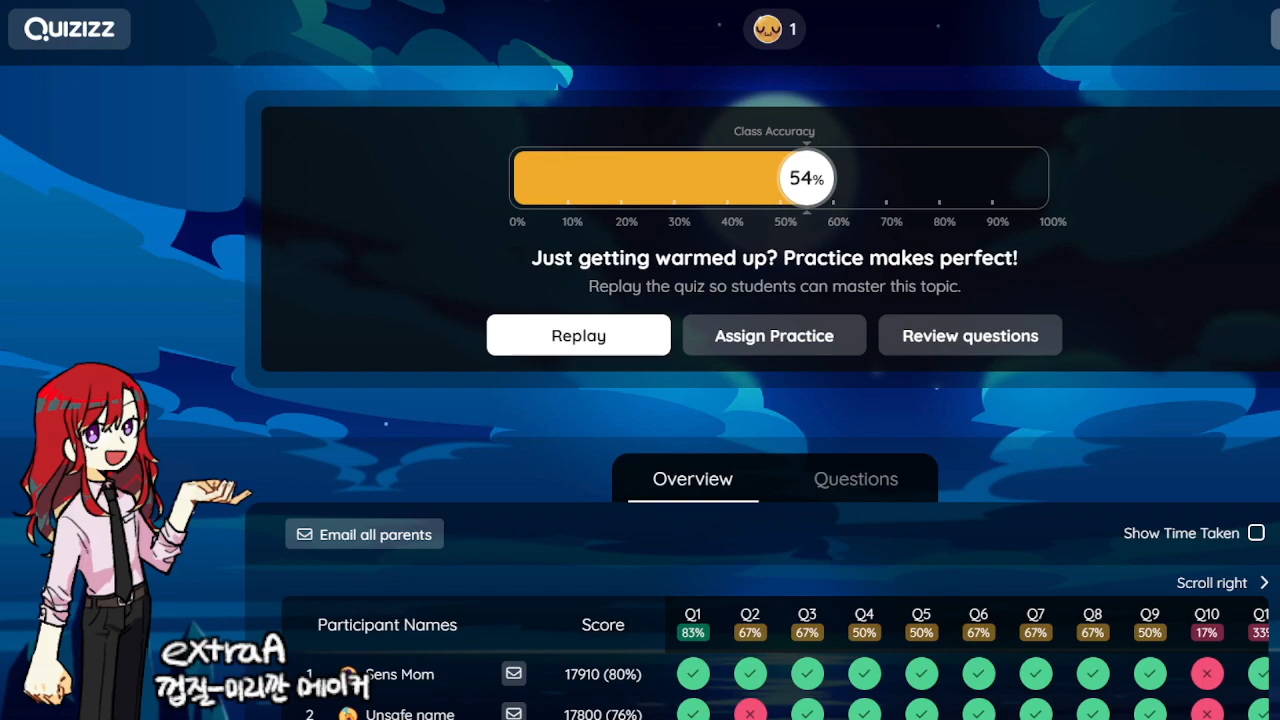 Quizizz
1
Class Accuracy
54%
0% 10% 20% 30% 40% 50% 60% 70% 80% 90% 100%
Just getting warmed up? Practice makes perfect!
Replay the quiz so students can master this topic.
Replay Assign Practice Review questions
Overview Questions
Email all parents
Show Time Taken
Scroll right
Participant Names Score Q1 Q2 Q3 Q4 Q5 Q6 Q7 Q8 Q9 Q10 Q1
83% 67% 67% 50% 50% 67% 67% 67% 50% 17% 33
1 Sens Mom 17910 (80%)
2 Unsafe name 17800 (76%)
extraA
껍질-미리깐 메이커